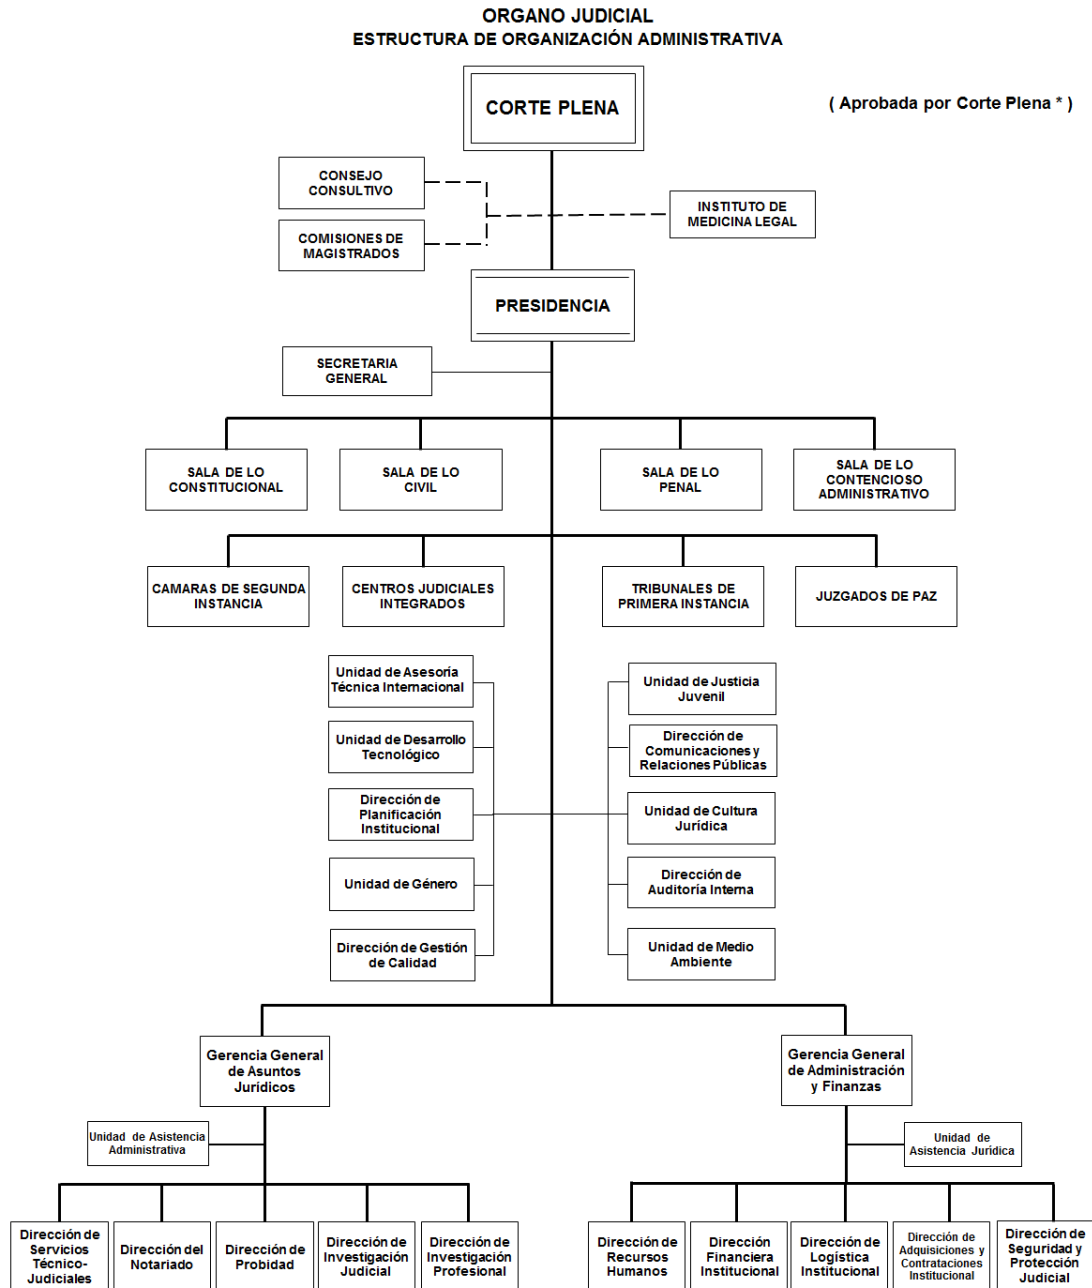 ORGANO JUDICIAL
ESTRUCTURA DE ORGANIZACIÓN ADMINISTRATIVA
CORTE PLENA
( Aprobada por Corte Plena * )
CONSEJO
CONSULTIVO
INSTITUTO DE
MEDICINA LEGAL
COMISIONES DE
MAGISTRADOS
PRESIDENCIA
SECRETARIA
GENERAL
SALA DE LO
CONSTITUCIONAL
SALA DE LO
CIVIL
SALA DE LO
PENAL
SALA DE LO
CONTENCIOSO
ADMINISTRATIVO
CAMARAS DE SEGUNDA
INSTANCIA
CENTROS JUDICIALES
INTEGRADOS
TRIBUNALES DE
PRIMERA INSTANCIA
JUZGADOS DE PAZ
Unidad de Asesoría
Técnica Internacional
Unidad de Justicia
Juvenil
Unidad de Desarrollo
Tecnológico
Dirección de
Comunicaciones y
Relaciones Públicas
Dirección de
Planificación
Institucional
Unidad de Cultura
Jurídica
Unidad de Género
Dirección de
Auditoría Interna
Dirección de Gestión
de Calidad
Unidad de Medio
Ambiente
Gerencia General
de Asuntos
Jurídicos
Gerencia General
de Administración
y Finanzas
Unidad de Asistencia
Administrativa
Unidad de
Asistencia Jurídica
Dirección de
Servicios
Técnico-
Judiciales
Dirección del
Notariado
Dirección de
Probidad
Dirección de
Investigación
Judicial
Dirección de
Investigación
Profesional
Dirección de
Recursos
Humanos
Dirección
Financiera
Institucional
Dirección de
Logística
Institucional
Dirección de
Adquisiciones y
Contrataciones
Institucional
Dirección de
Seguridad y
Protección
Judicial